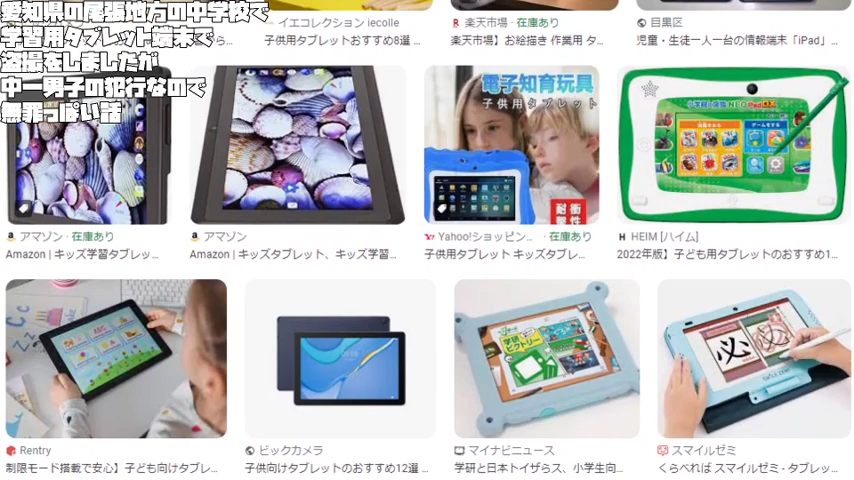 愛知県の尾張地方の中学校で
学習用タブレット端末で
盗撮をしましたが
中一男子の犯行なので
無罪っぽい話
イエコレクション iecolle
子供用タブレットおすすめ8選 ...
楽天市場 · 在庫あり
楽天市場】お絵描き 作業用 タ...
目黒区
児童・生徒一人一台の情報端末「iPad」...
電子知育玩具
子供用タブレット
耐衝
撃性
アマゾン · 在庫あり
Amazon | キッズ学習タブレッ...
アマゾン
Amazon | キッズタブレット、キッズ学習...
Yahoo!ショッピン... · 在庫あり
子供用タブレット キッズタブレ...
HEIM [ハイム]
2022年版】子ども用タブレットのおすすめ1...
学研ビクトリー
必
Rentry
制限モード搭載で安心】子ども向けタブレ...
ビックカメラ
子供向けタブレットのおすすめ12選 ...
マイナビニュース
学研と日本トイザらス、小学生向...
スマイルゼミ
くらべれば スマイルゼミ - タブレッ...